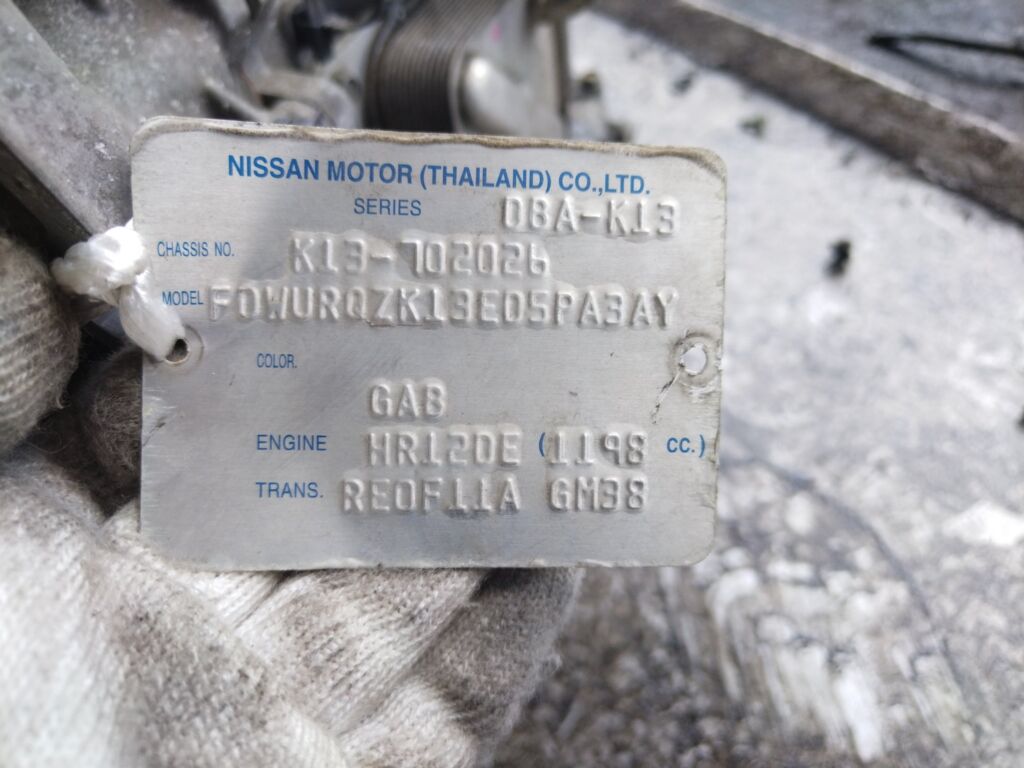 NISSAN MOTOR (THAILAND) CO.,LTD.
SERIES DBA-K13
CHASSIS NO. K13-702026
MODEL FDWURQZK13EDSPA3AY
COLOR.
GAB
ENGINE HR12DE (1198 CC.)
TRANS. RE0F11A GM38